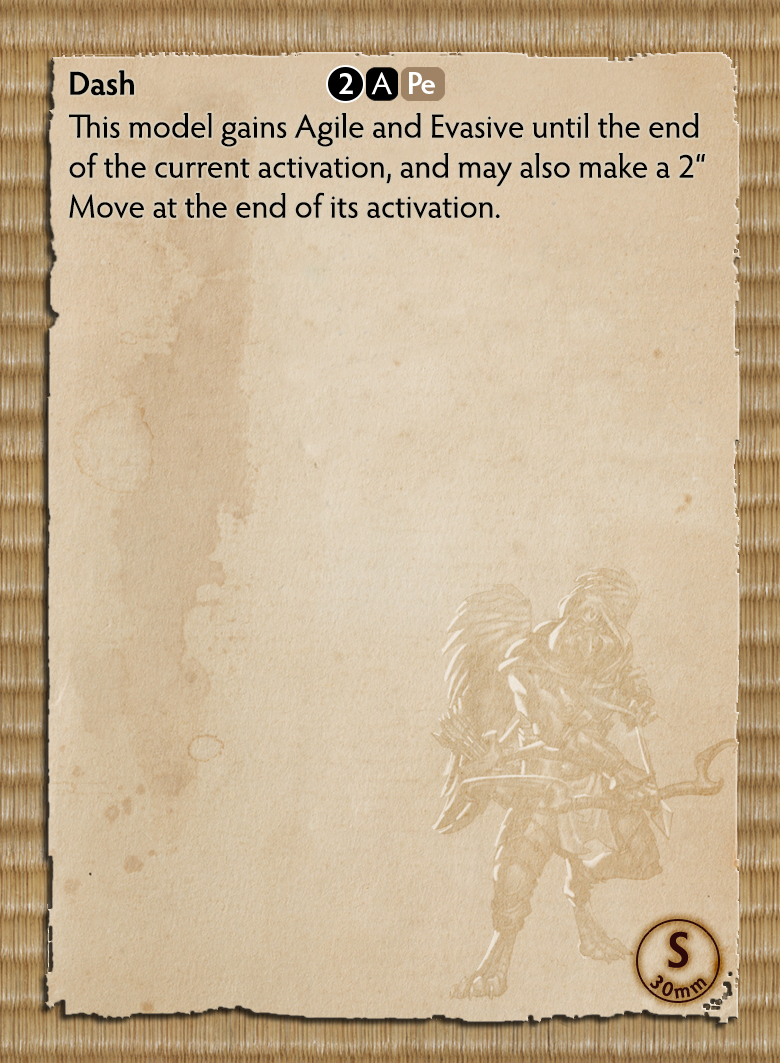 Dash 2 A Pe
This model gains Agile and Evasive until the end
of the current activation, and may also make a 2"
Move at the end of its activation.
S
30mm